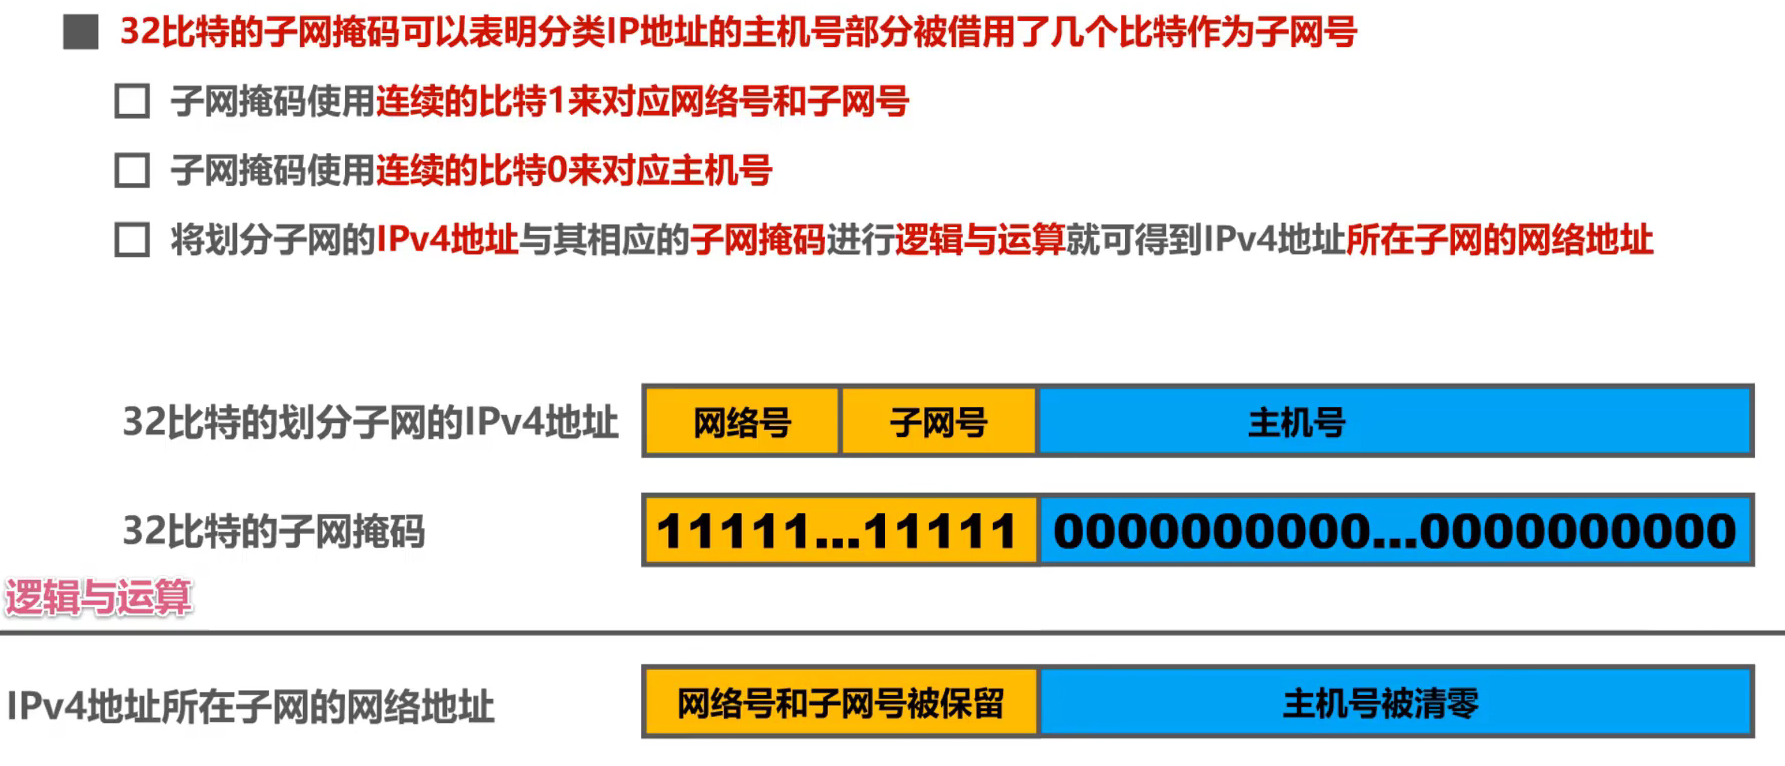 32比特的子网掩码可以表明分类IP地址的主机号部分被借用了几个比特作为子网号
子网掩码使用连续的比特1来对应网络号和子网号
子网掩码使用连续的比特0来对应主机号
将划分子网的IPv4地址与其相应的子网掩码进行逻辑与运算就可得到IPv4地址所在子网的网络地址
32比特的划分子网的IPv4地址 网络号 子网号 主机号
32比特的子网掩码 11111...11111 0000000000...0000000000
逻辑与运算
IPv4地址所在子网的网络地址 网络号和子网号被保留 主机号被清零